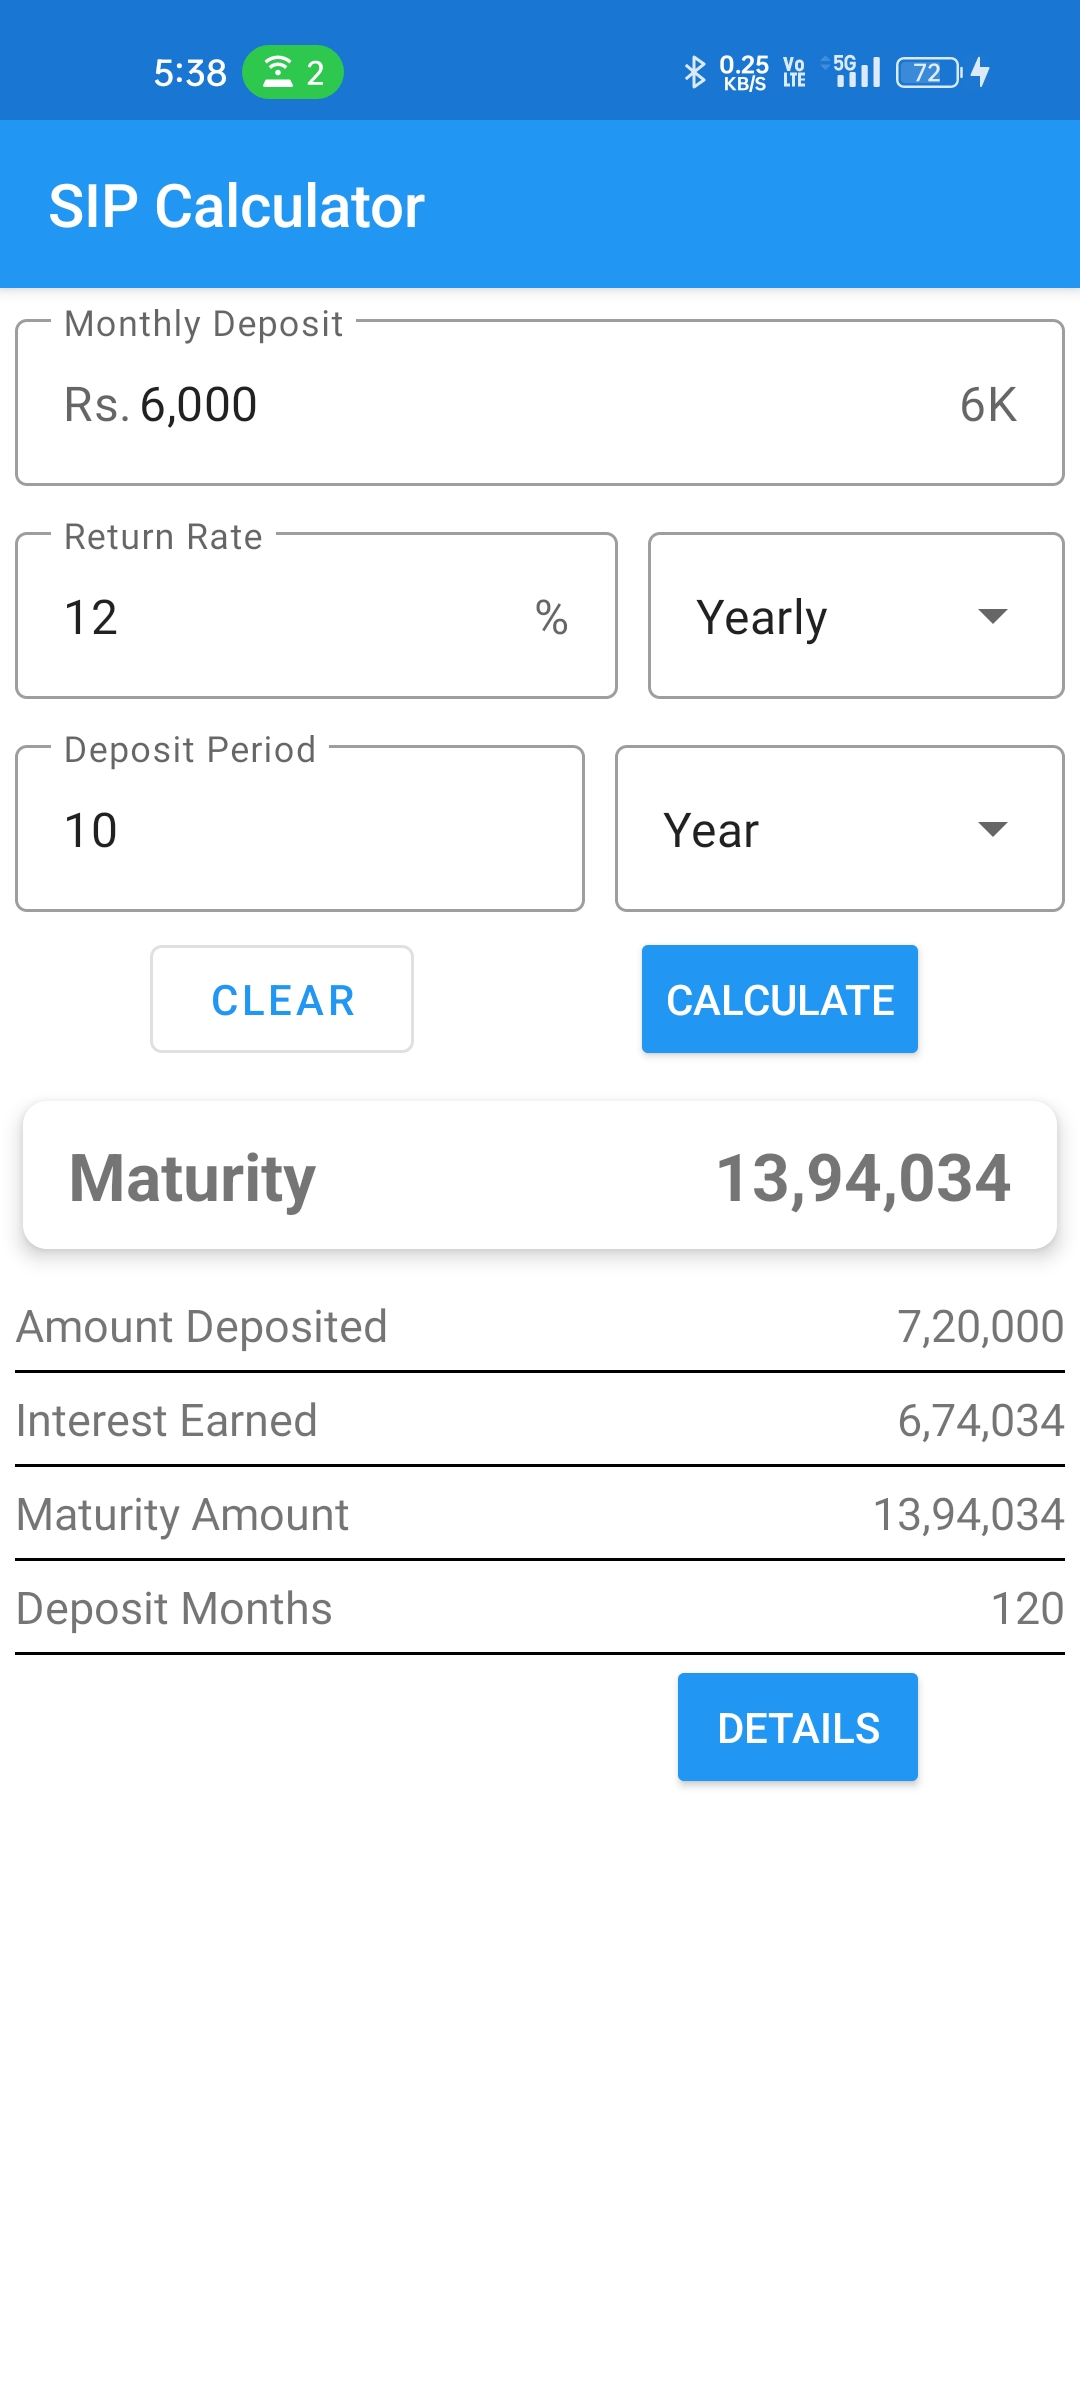 5:38 2 0.25 KB/S Vo LTE 5G 72
SIP Calculator
Monthly Deposit
Rs. 6,000 6K
Return Rate
12 % Yearly
Deposit Period
10 Year
CLEAR CALCULATE
Maturity 13,94,034
Amount Deposited 7,20,000
Interest Earned 6,74,034
Maturity Amount 13,94,034
Deposit Months 120
DETAILS